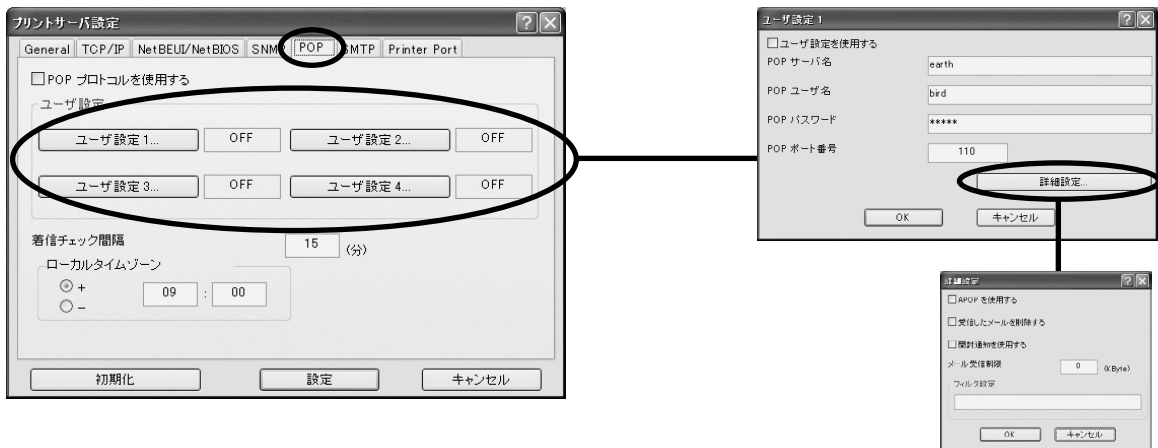 プリントサーバ設定
General TCP/IP NetBEUI/NetBIOS SNMP POP SMTP Printer Port
POP プロトコルを使用する
ユーザ設定
ユーザ設定 1... OFF ユーザ設定 2... OFF
ユーザ設定 3... OFF ユーザ設定 4... OFF
着信チェック間隔 15 (分)
ローカルタイムゾーン
+ 09 : 00
-
初期化 設定 キャンセル
ユーザ設定 1
ユーザ設定を使用する
POP サーバ名 earth
POP ユーザ名 bird
POP パスワード *****
POP ポート番号 110
詳細設定...
OK キャンセル
詳細設定
APOP を使用する
受信したメールを削除する
開封通知を使用する
メール受信制限 0 (KByte)
フィルタ設定
OK キャンセル